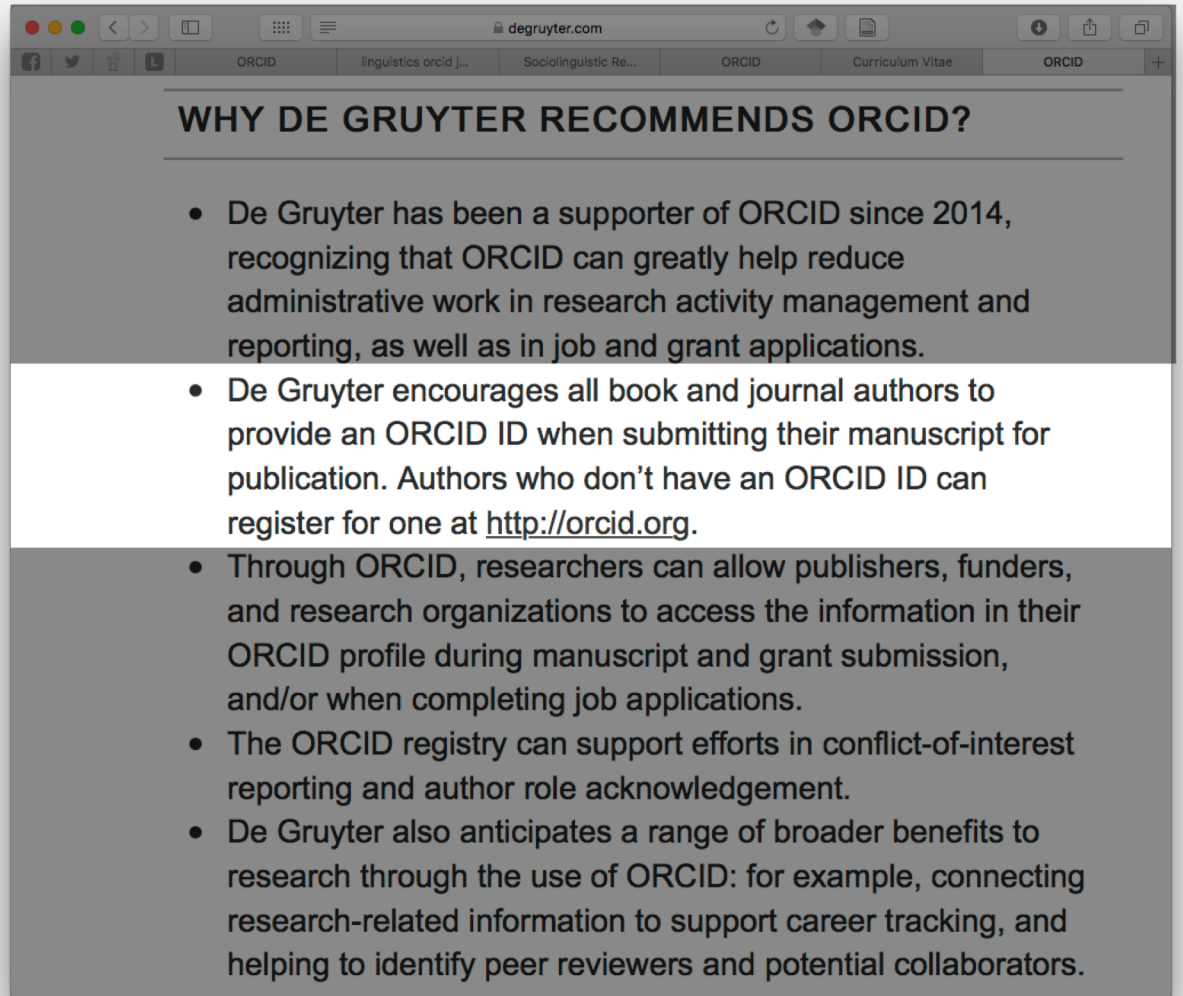 degruyter.com
ORCID
linguistics orcid j...
Sociolinguistic Re...
ORCID
Curriculum Vitae
ORCID
WHY DE GRUYTER RECOMMENDS ORCID?
• De Gruyter has been a supporter of ORCID since 2014,
recognizing that ORCID can greatly help reduce
administrative work in research activity management and
reporting, as well as in job and grant applications.
• De Gruyter encourages all book and journal authors to
provide an ORCID ID when submitting their manuscript for
publication. Authors who don’t have an ORCID ID can
register for one at http://orcid.org.
• Through ORCID, researchers can allow publishers, funders,
and research organizations to access the information in their
ORCID profile during manuscript and grant submission,
and/or when completing job applications.
• The ORCID registry can support efforts in conflict-of-interest
reporting and author role acknowledgement.
• De Gruyter also anticipates a range of broader benefits to
research through the use of ORCID: for example, connecting
research-related information to support career tracking, and
helping to identify peer reviewers and potential collaborators.